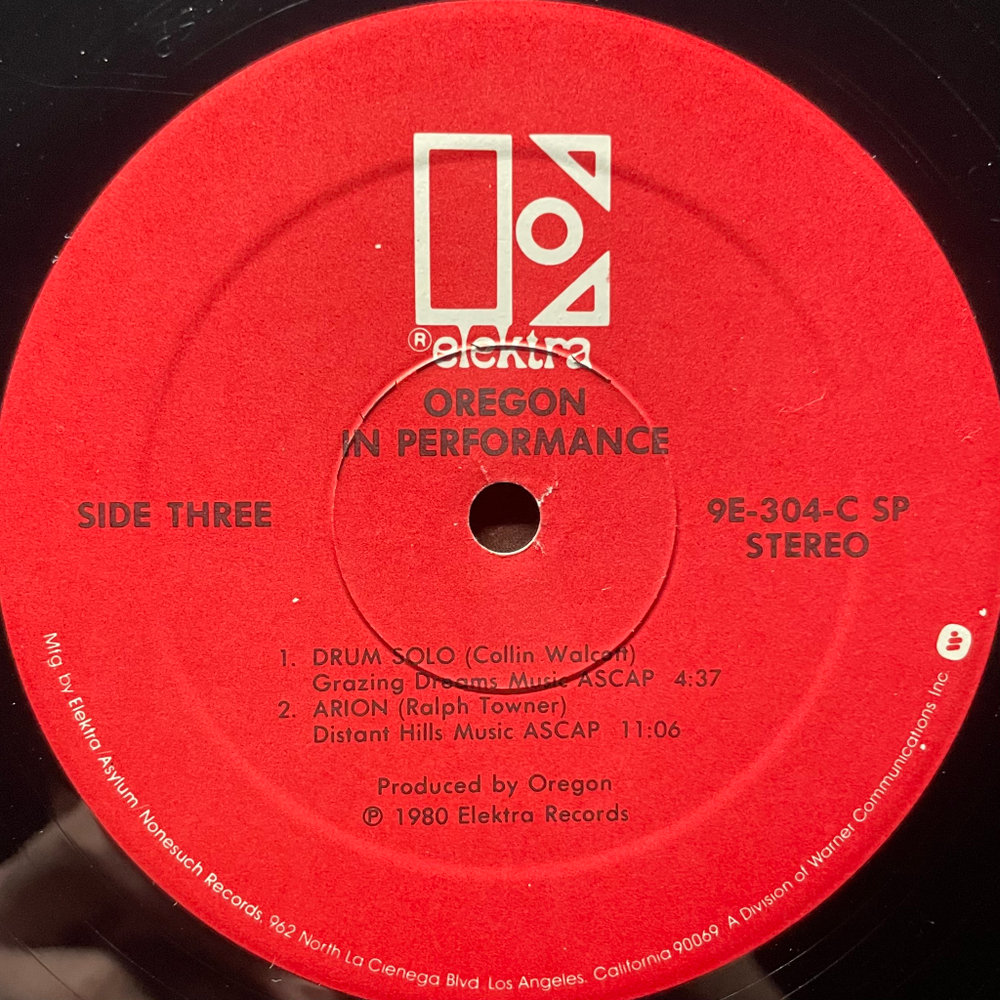 ® elektra
OREGON
IN PERFORMANCE
SIDE THREE
9E-304-C SP
STEREO
1. DRUM SOLO (Collin Walcott)
Grazing Dreams Music ASCAP 4:37
2. ARION (Ralph Towner)
Distant Hills Music ASCAP 11:06
Produced by Oregon
℗ 1980 Elektra Records
Mfg. by Elektra/Asylum/Nonesuch Records, 962 North La Cienega Blvd. Los Angeles, California 90069 A Division of Warner Communications Inc.